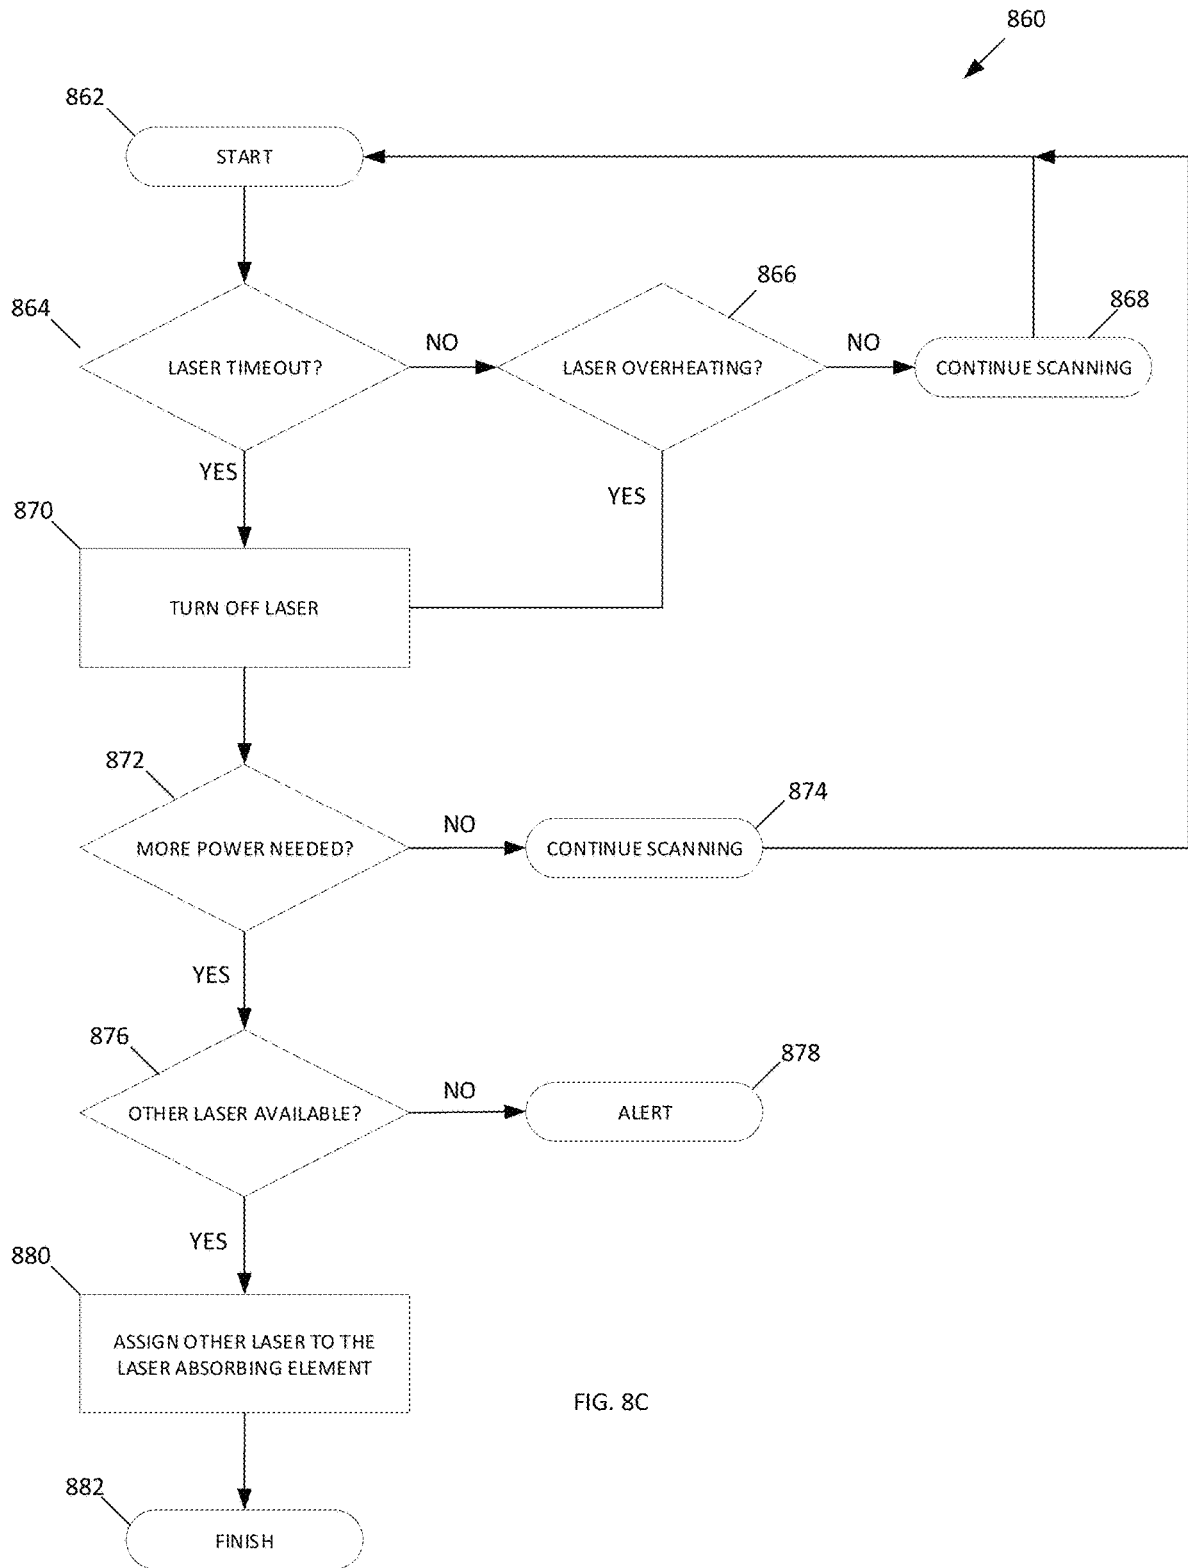 860
862
START
864
866
868
LASER TIMEOUT?
NO
LASER OVERHEATING?
NO
CONTINUE SCANNING
YES
YES
870
TURN OFF LASER
872
874
MORE POWER NEEDED?
NO
CONTINUE SCANNING
YES
876
878
OTHER LASER AVAILABLE?
NO
ALERT
YES
880
ASSIGN OTHER LASER TO THE
LASER ABSORBING ELEMENT
FIG. 8C
882
FINISH